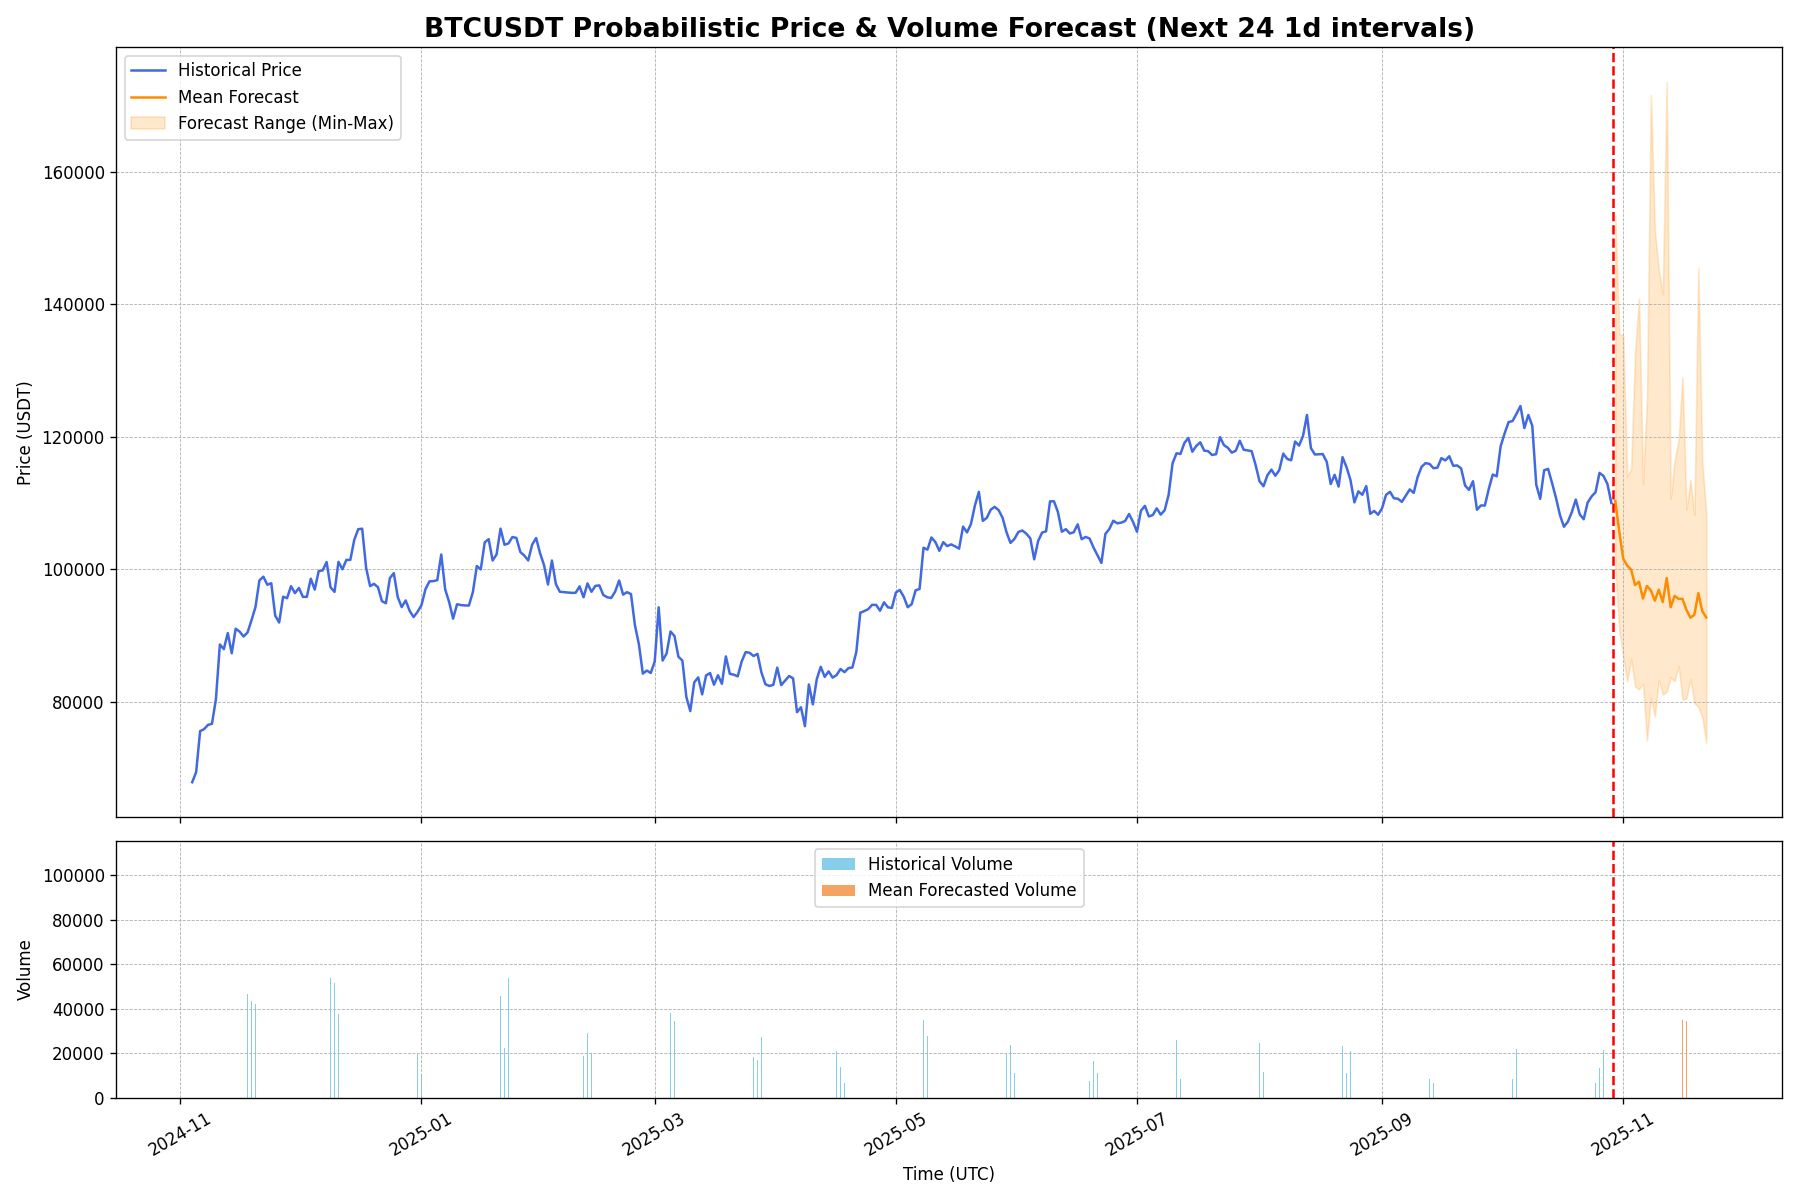 BTCUSDT Probabilistic Price & Volume Forecast (Next 24 1d intervals)
Historical Price
Mean Forecast
Forecast Range (Min-Max)
Price (USDT)
160000
140000
120000
100000
80000
Historical Volume
Mean Forecasted Volume
Volume
100000
80000
60000
40000
20000
0
2024-11
2025-01
2025-03
2025-05
2025-07
2025-09
2025-11
Time (UTC)